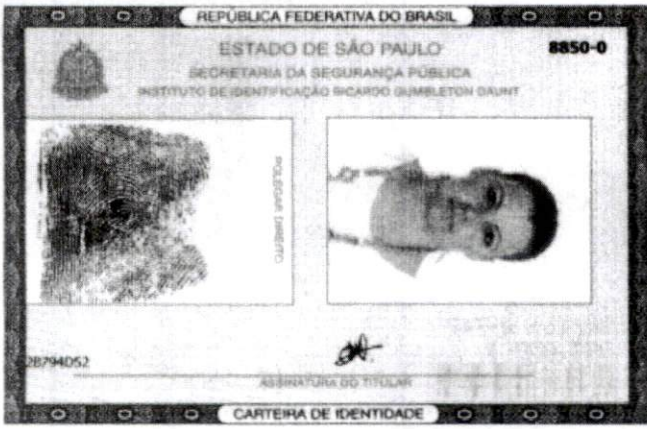 REPÚBLICA FEDERATIVA DO BRASIL
ESTADO DE SÃO PAULO
8850-0
SECRETARIA DA SEGURANÇA PÚBLICA
INSTITUTO DE IDENTIFICAÇÃO RICARDO GUMBLETON DAUNT
POLEGAR DIREITO
2B794D52
ASSINATURA DO TITULAR
CARTEIRA DE IDENTIDADE